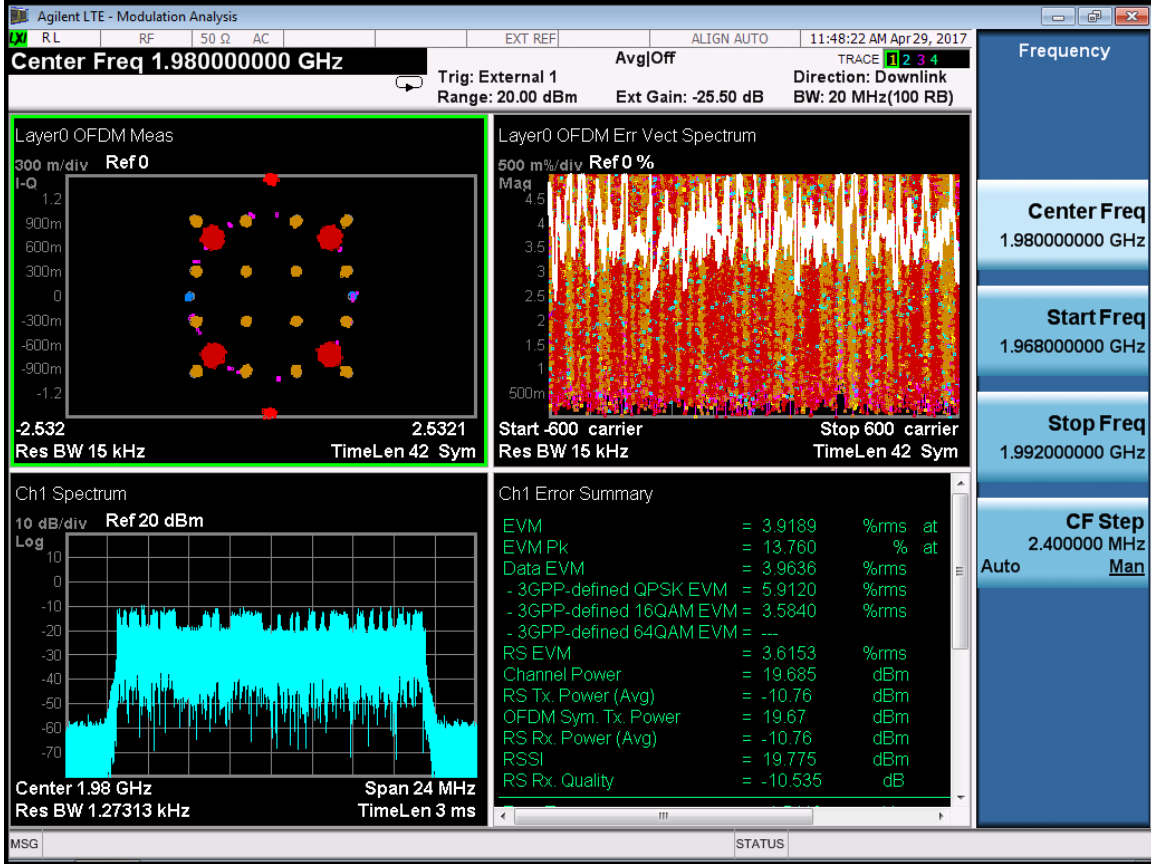 Agilent LTE - Modulation Analysis
LXI RL RF 50 Ω AC EXT REF ALIGN AUTO 11:48:22 AM Apr 29, 2017
Center Freq 1.980000000 GHz
Trig: External 1
Range: 20.00 dBm
Avg|Off
Ext Gain: -25.50 dB
TRACE 1 2 3 4
Direction: Downlink
BW: 20 MHz(100 RB)
Layer0 OFDM Meas
300 m/div Ref 0
I-Q
1.2
900m
600m
300m
0
-300m
-600m
-900m
-1.2
-2.532 2.5321
Res BW 15 kHz TimeLen 42 Sym
Layer0 OFDM Err Vect Spectrum
500 m%/div Ref 0 %
Mag
4.5
4
3.5
3
2.5
2
1.5
1
500m
Start -600 carrier Stop 600 carrier
Res BW 15 kHz TimeLen 42 Sym
Ch1 Spectrum
10 dB/div Ref 20 dBm
Log
10
0
-10
-20
-30
-40
-50
-60
-70
Center 1.98 GHz Span 24 MHz
Res BW 1.27313 kHz TimeLen 3 ms
Ch1 Error Summary
EVM = 3.9189 %rms at
EVM Pk = 13.760 % at
Data EVM = 3.9636 %rms
- 3GPP-defined QPSK EVM = 5.9120 %rms
- 3GPP-defined 16QAM EVM = 3.5840 %rms
- 3GPP-defined 64QAM EVM = ---
RS EVM = 3.6153 %rms
Channel Power = 19.685 dBm
RS Tx. Power (Avg) = -10.76 dBm
OFDM Sym. Tx. Power = 19.67 dBm
RS Rx. Power (Avg) = -10.76 dBm
RSSI = 19.775 dBm
RS Rx. Quality = -10.535 dB
Frequency
Center Freq
1.980000000 GHz
Start Freq
1.968000000 GHz
Stop Freq
1.992000000 GHz
CF Step
2.400000 MHz
Auto Man
MSG STATUS